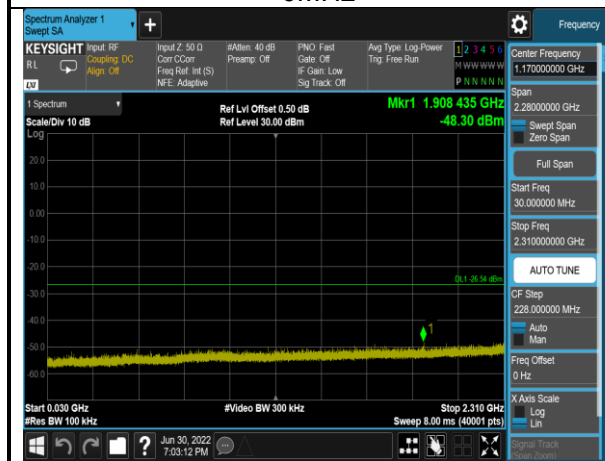 Spectrum Analyzer 1
Swept SA
Frequency
KEYSIGHT
RL
LXI
Input: RF
Coupling: DC
Align: Off
Input Z: 50 Ω
Corr CCorr
Freq Ref: Int (S)
NFE: Adaptive
#Atten: 40 dB
Preamp: Off
PNO: Fast
Gate: Off
IF Gain: Low
Sig Track: Off
Avg Type: Log-Power
Trig: Free Run
1 2 3 4 5 6
M W W W W W
P N N N N N
1 Spectrum
Scale/Div 10 dB
Log
Ref Lvl Offset 0.50 dB
Ref Level 30.00 dBm
Mkr1 1.908 435 GHz
-48.30 dBm
20.0
10.0
0.00
-10.0
-20.0
DL1 -26.54 dBm
-30.0
-40.0
1
-50.0
-60.0
Start 0.030 GHz
#Res BW 100 kHz
#Video BW 300 kHz
Stop 2.310 GHz
Sweep 8.00 ms (40001 pts)
Jun 30, 2022
7:03:12 PM
Center Frequency
1.170000000 GHz
Span
2.28000000 GHz
Swept Span
Zero Span
Full Span
Start Freq
30.000000 MHz
Stop Freq
2.310000000 GHz
AUTO TUNE
CF Step
228.000000 MHz
Auto
Man
Freq Offset
0 Hz
X Axis Scale
Log
Lin
Signal Track
(Span Zoom)